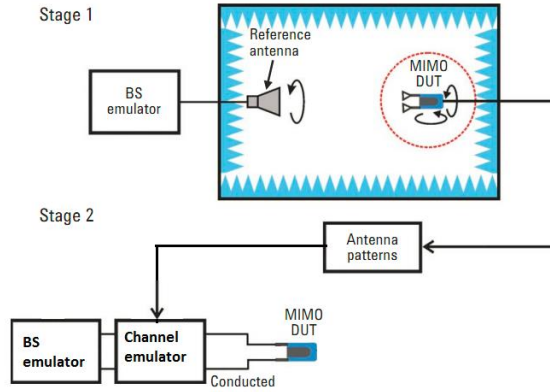 Stage 1
Reference
antenna
MIMO
DUT
BS
emulator
Stage 2
Antenna
patterns
MIMO
DUT
BS
emulator
Channel
emulator
Conducted